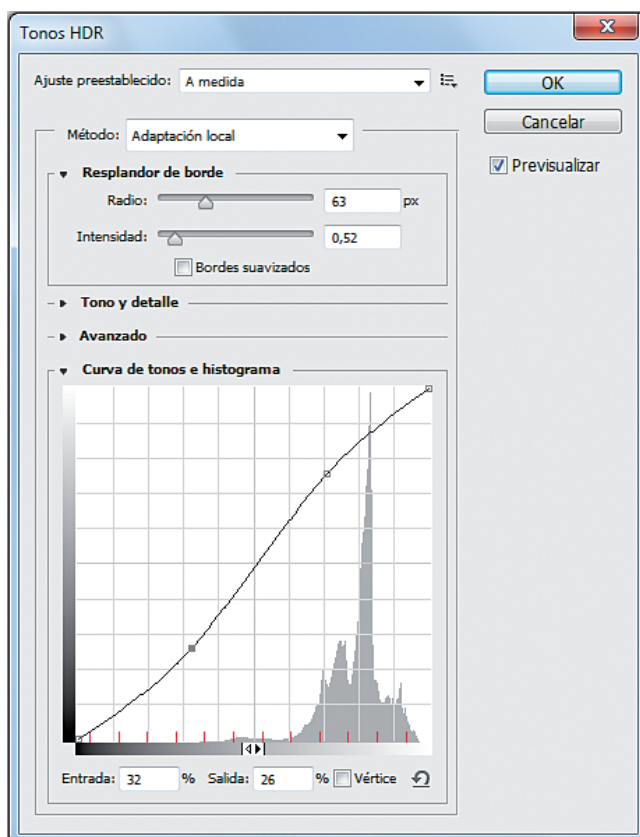 Tonos HDR
Ajuste preestablecido: A medida
OK
Cancelar
Previsualizar
Método: Adaptación local
Resplandor de borde
Radio: 63 px
Intensidad: 0,52
Bordes suavizados
Tono y detalle
Avanzado
Curva de tonos e histograma
Entrada: 32 % Salida: 26 % Vértice